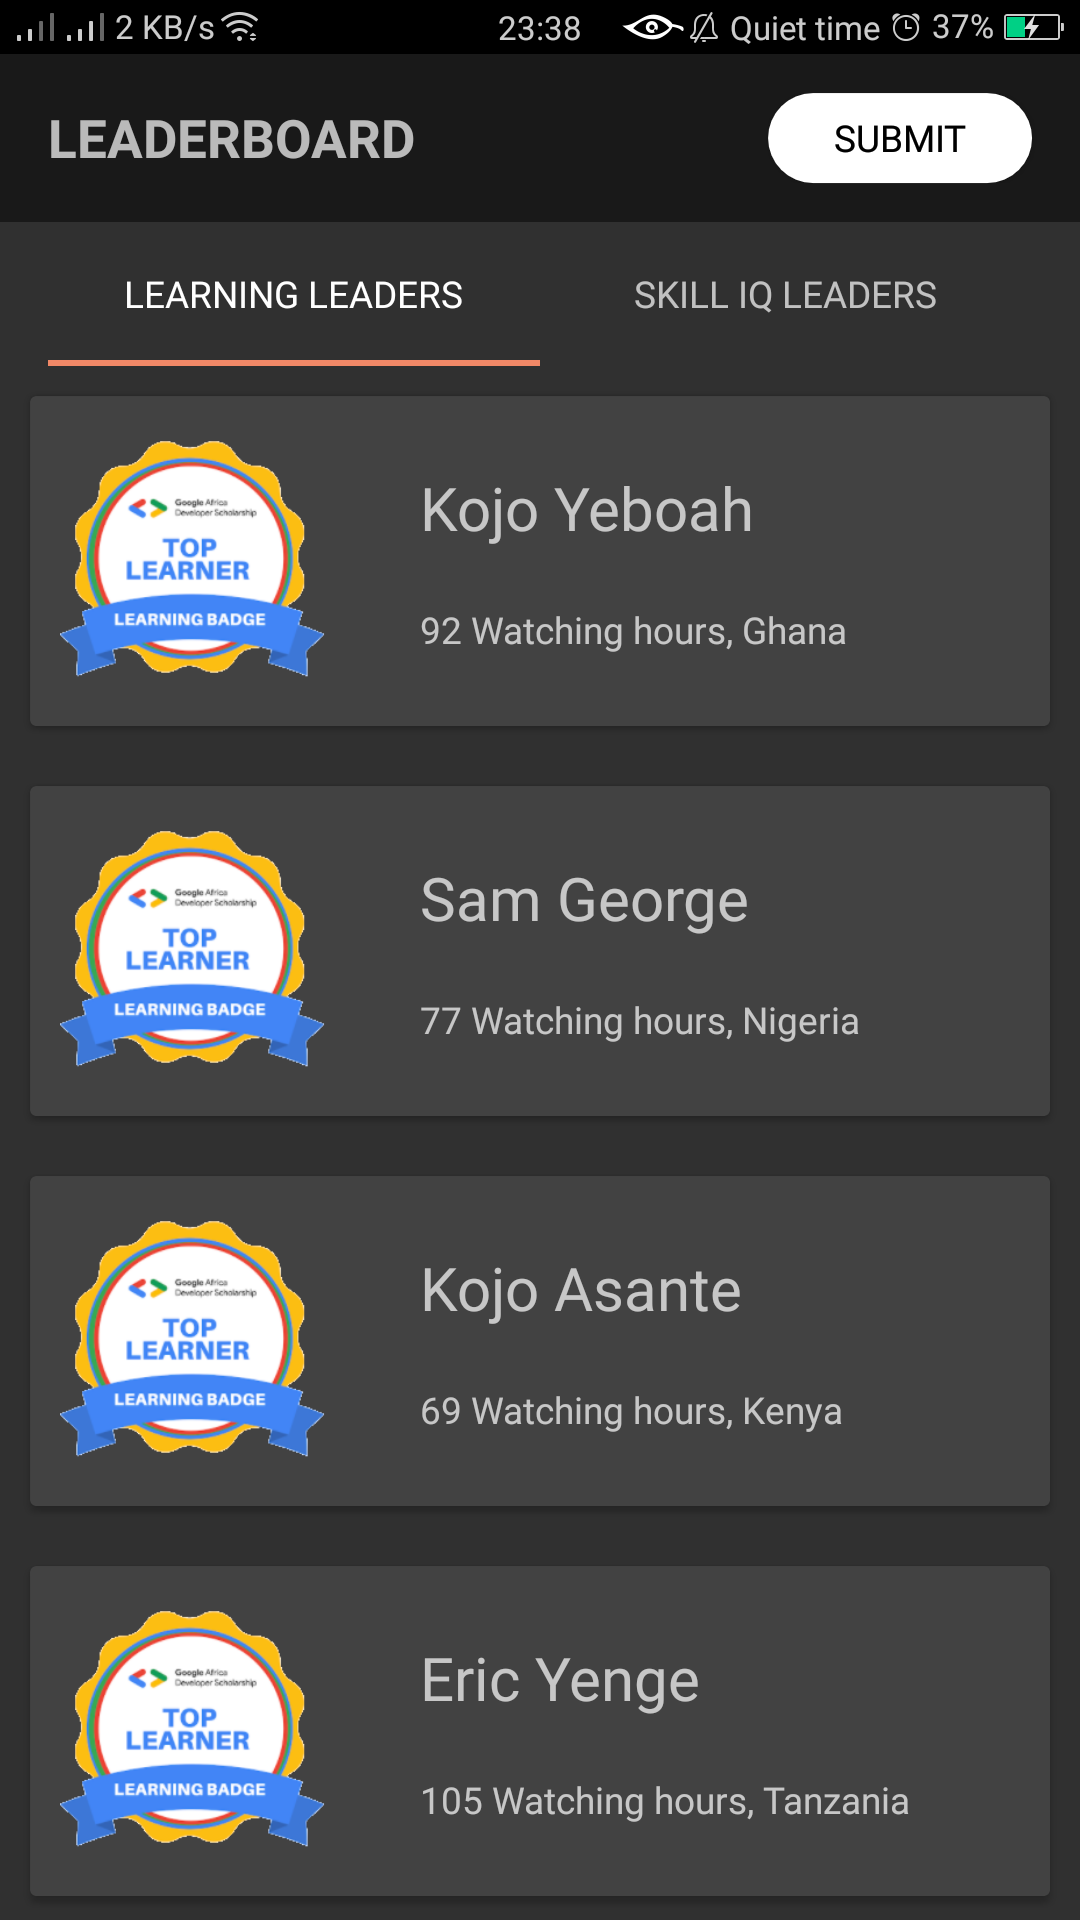 2 KB/s 23:38 Quiet time 37%
LEADERBOARD SUBMIT
LEARNING LEADERS SKILL IQ LEADERS
Google Africa
Developer Scholarship
TOP
LEARNER
LEARNING BADGE
Kojo Yeboah
92 Watching hours, Ghana
Google Africa
Developer Scholarship
TOP
LEARNER
LEARNING BADGE
Sam George
77 Watching hours, Nigeria
Google Africa
Developer Scholarship
TOP
LEARNER
LEARNING BADGE
Kojo Asante
69 Watching hours, Kenya
Google Africa
Developer Scholarship
TOP
LEARNER
LEARNING BADGE
Eric Yenge
105 Watching hours, Tanzania